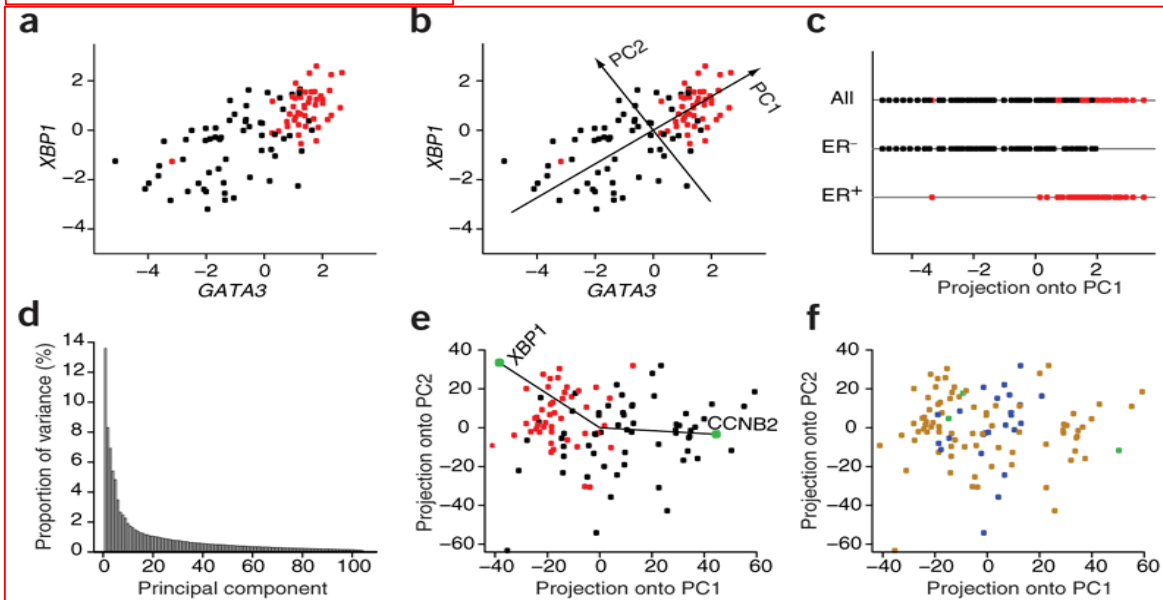 a
XBP1
2
0
−2
−4
−4 −2 0 2
GATA3
b
PC2
PC1
XBP1
2
0
−2
−4
−4 −2 0 2
GATA3
c
All
ER−
ER+
−4 −2 0 2
Projection onto PC1
d
Proportion of variance (%)
14
12
10
8
6
4
2
0
0 20 40 60 80 100
Principal component
e
XBP1
CCNB2
Projection onto PC2
40
20
0
−20
−40
−60
−40 −20 0 20 40 60
Projection onto PC1
f
Projection onto PC2
40
20
0
−20
−40
−60
−40 −20 0 20 40 60
Projection onto PC1